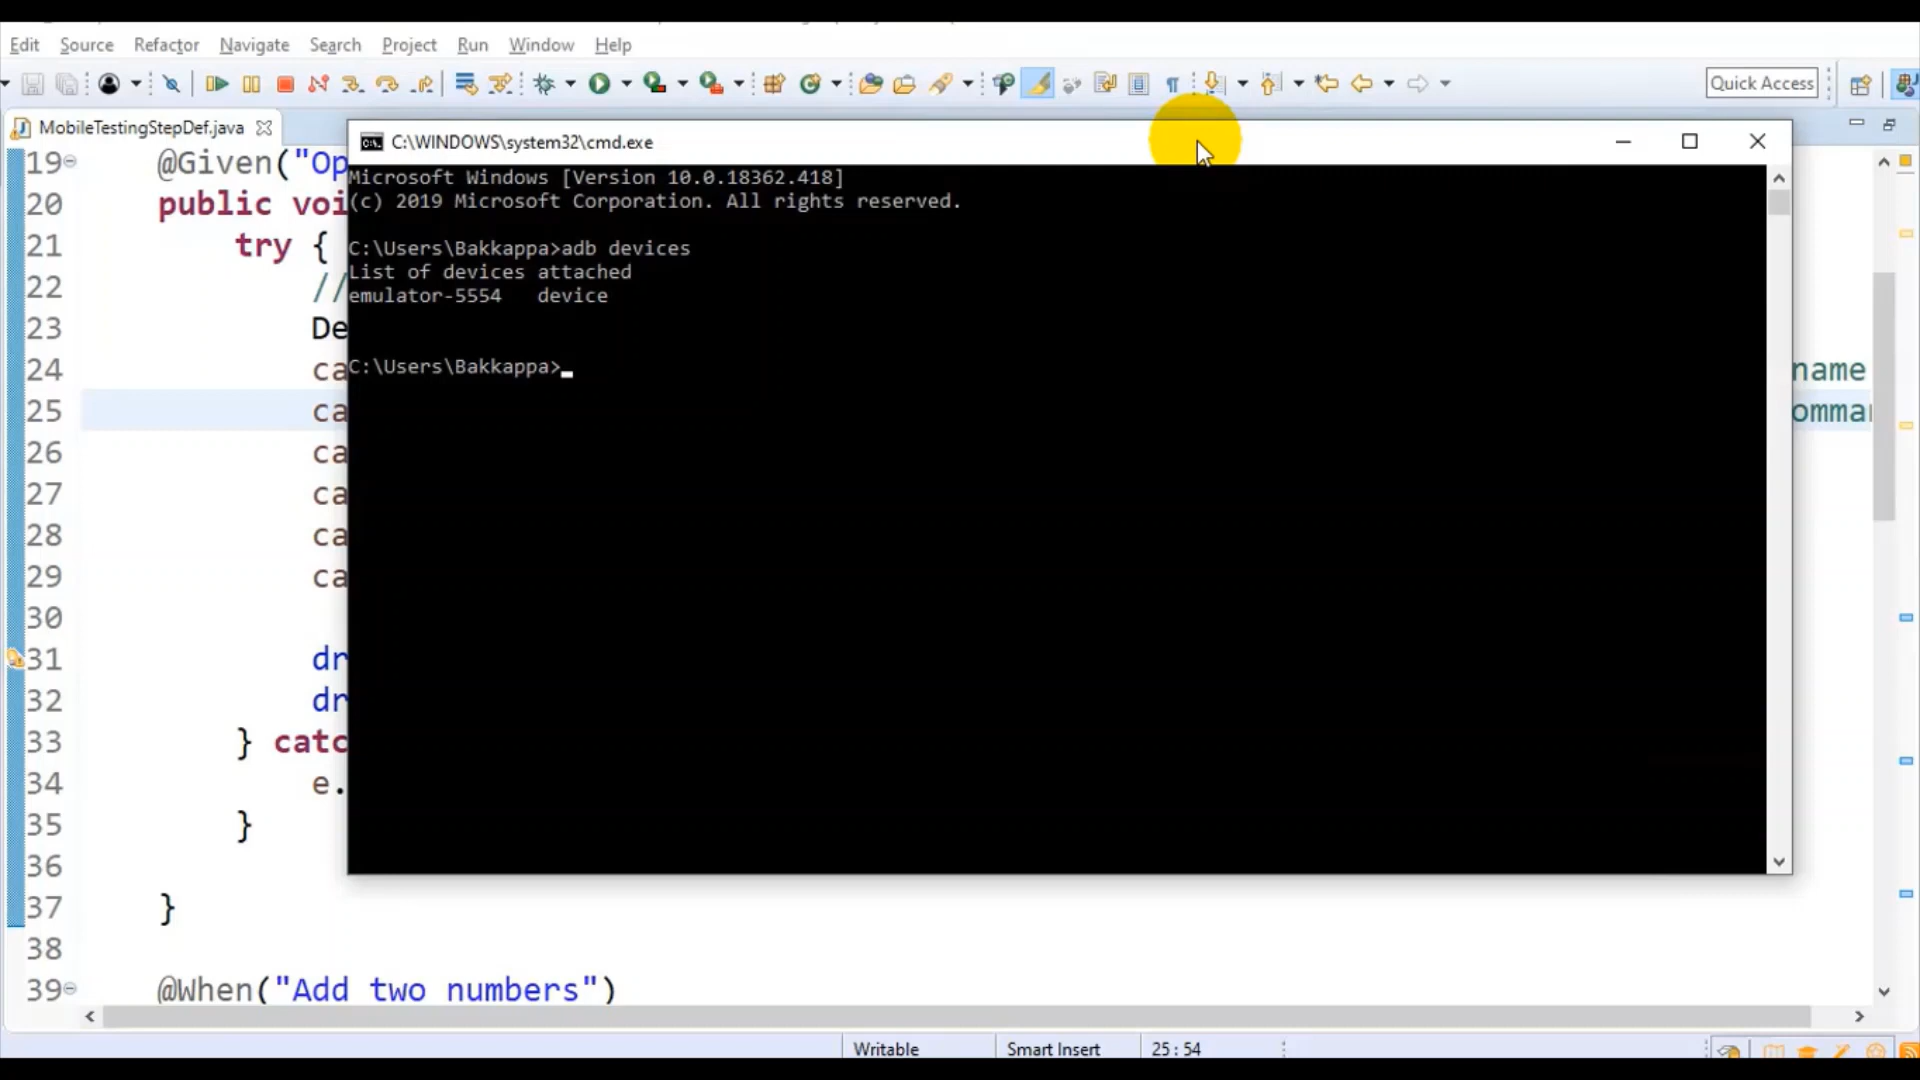 Edit Source Refactor Navigate Search Project Run Window Help
Quick Access
MobileTestingStepDef.java
C:\WINDOWS\system32\cmd.exe
Microsoft Windows [Version 10.0.18362.418]
(c) 2019 Microsoft Corporation. All rights reserved.
C:\Users\Bakkappa>adb devices
List of devices attached
emulator-5554 device
C:\Users\Bakkappa>
19 @Given("Op
20 public voi
21 try {
22 //
23 De
24 ca name
25 ca omma
26 ca
27 ca
28 ca
29 ca
30
31 dr
32 dr
33 } catc
34 e.
35 }
36
37 }
38
39 @When("Add two numbers")
Writable Smart Insert 25 : 54